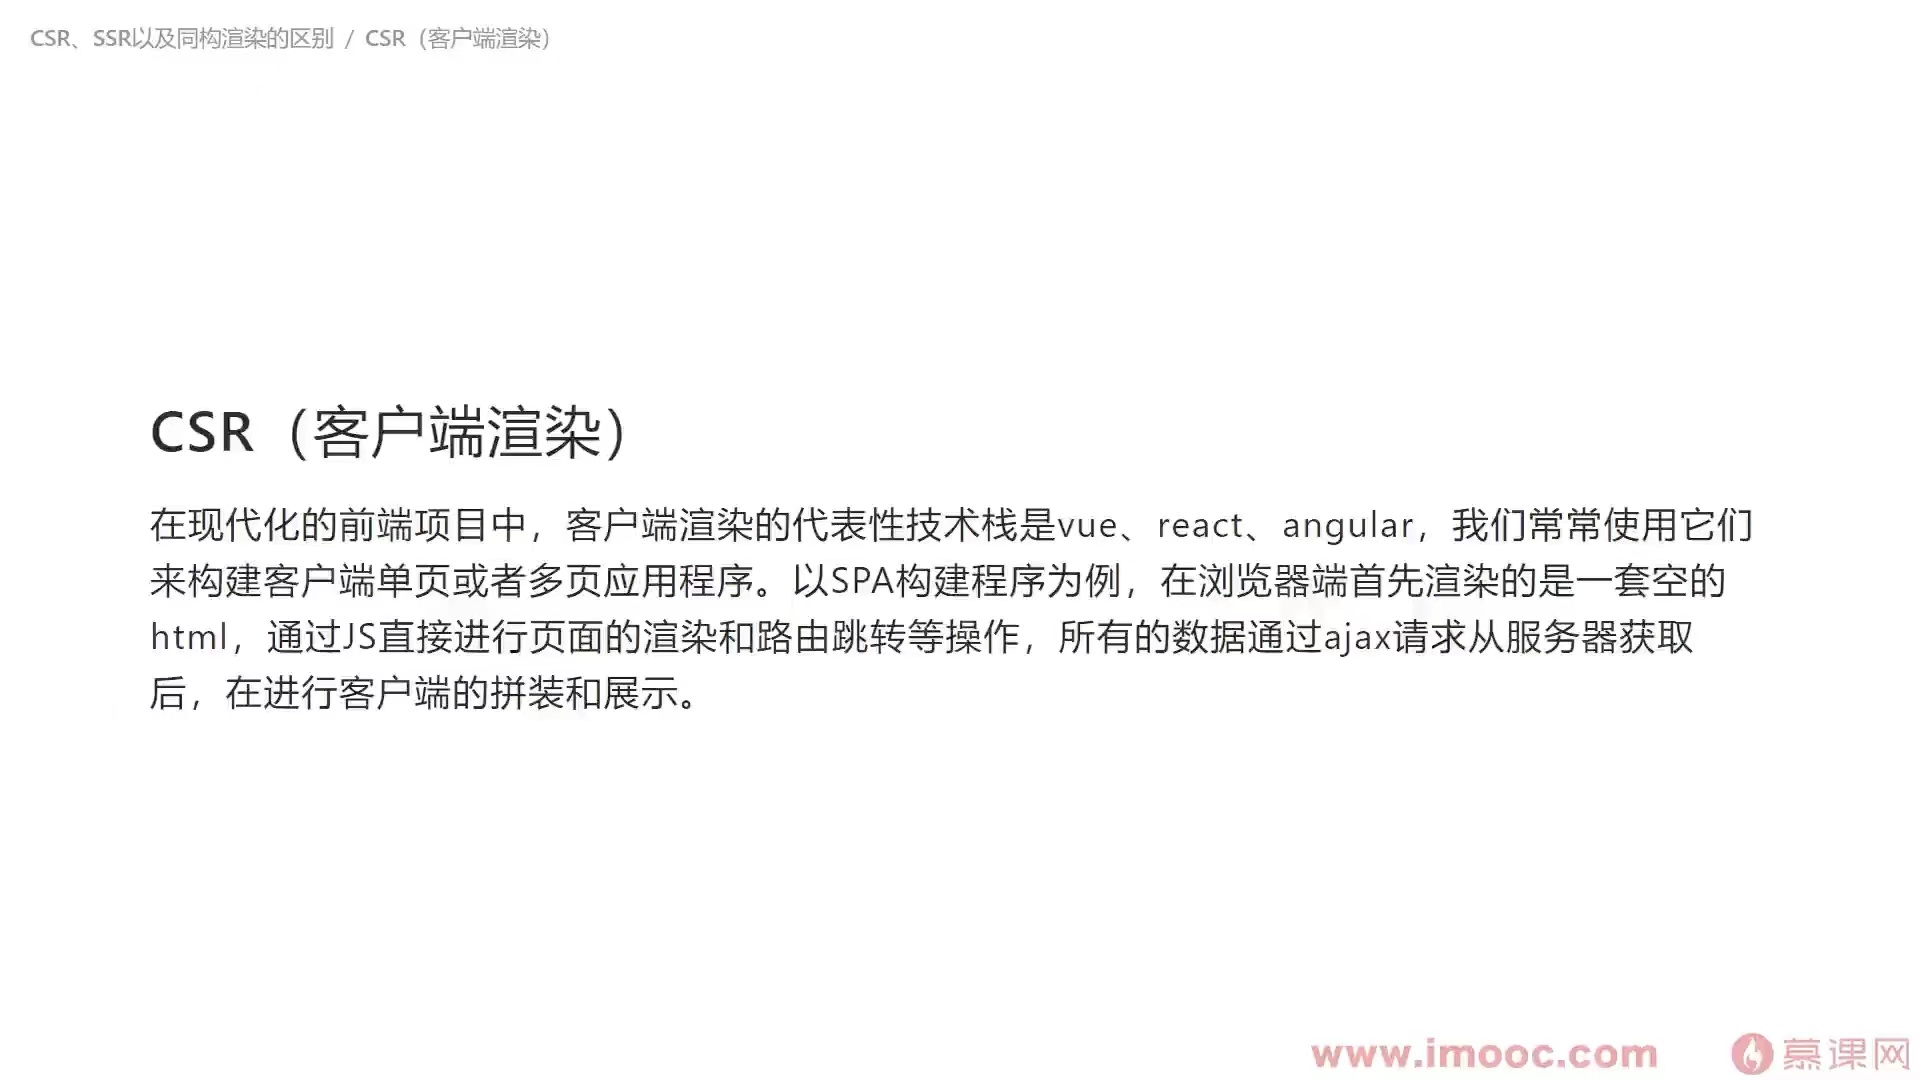 CSR、SSR以及同构渲染的区别 / CSR（客户端渲染）
CSR（客户端渲染）
在现代化的前端项目中，客户端渲染的代表性技术栈是vue、react、angular，我们常常使用它们
来构建客户端单页或者多页应用程序。以SPA构建程序为例，在浏览器端首先渲染的是一套空的
html，通过JS直接进行页面的渲染和路由跳转等操作，所有的数据通过ajax请求从服务器获取
后，在进行客户端的拼装和展示。
www.imooc.com 慕课网